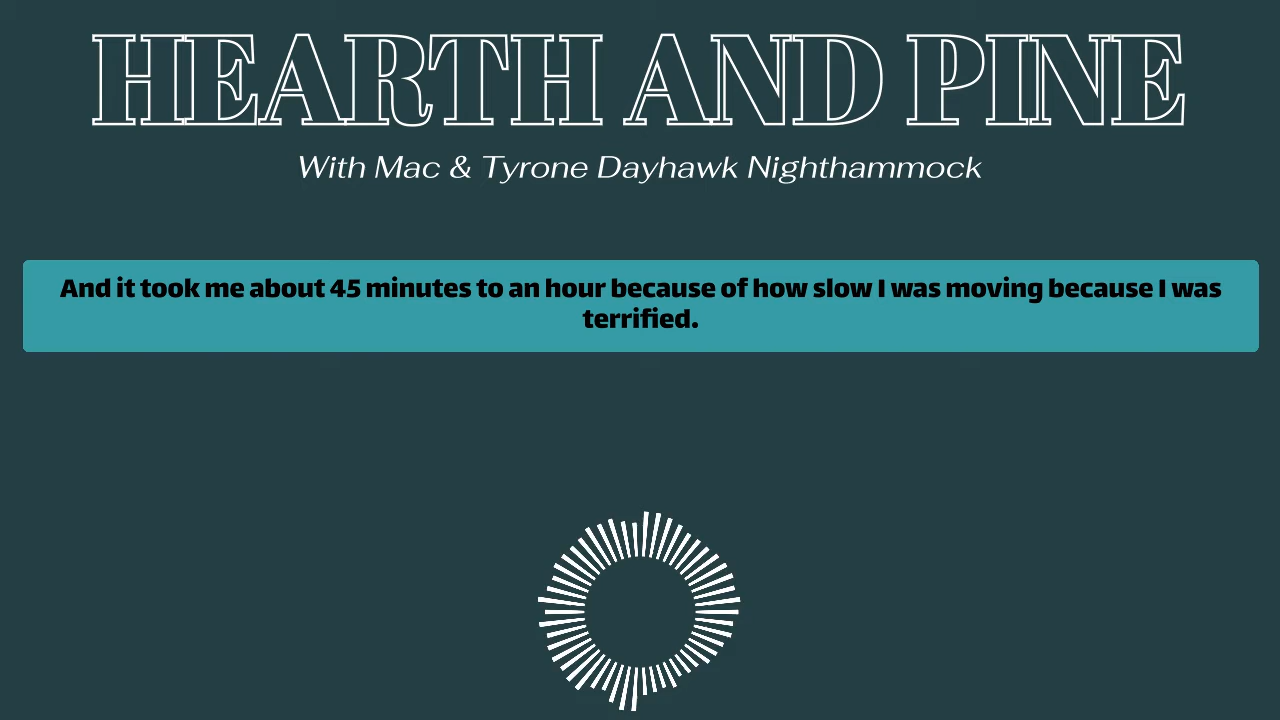 HEARTH AND PINE
With Mac & Tyrone Dayhawk Nighthammock
And it took me about 45 minutes to an hour because of how slow I was moving because I was
terrified.